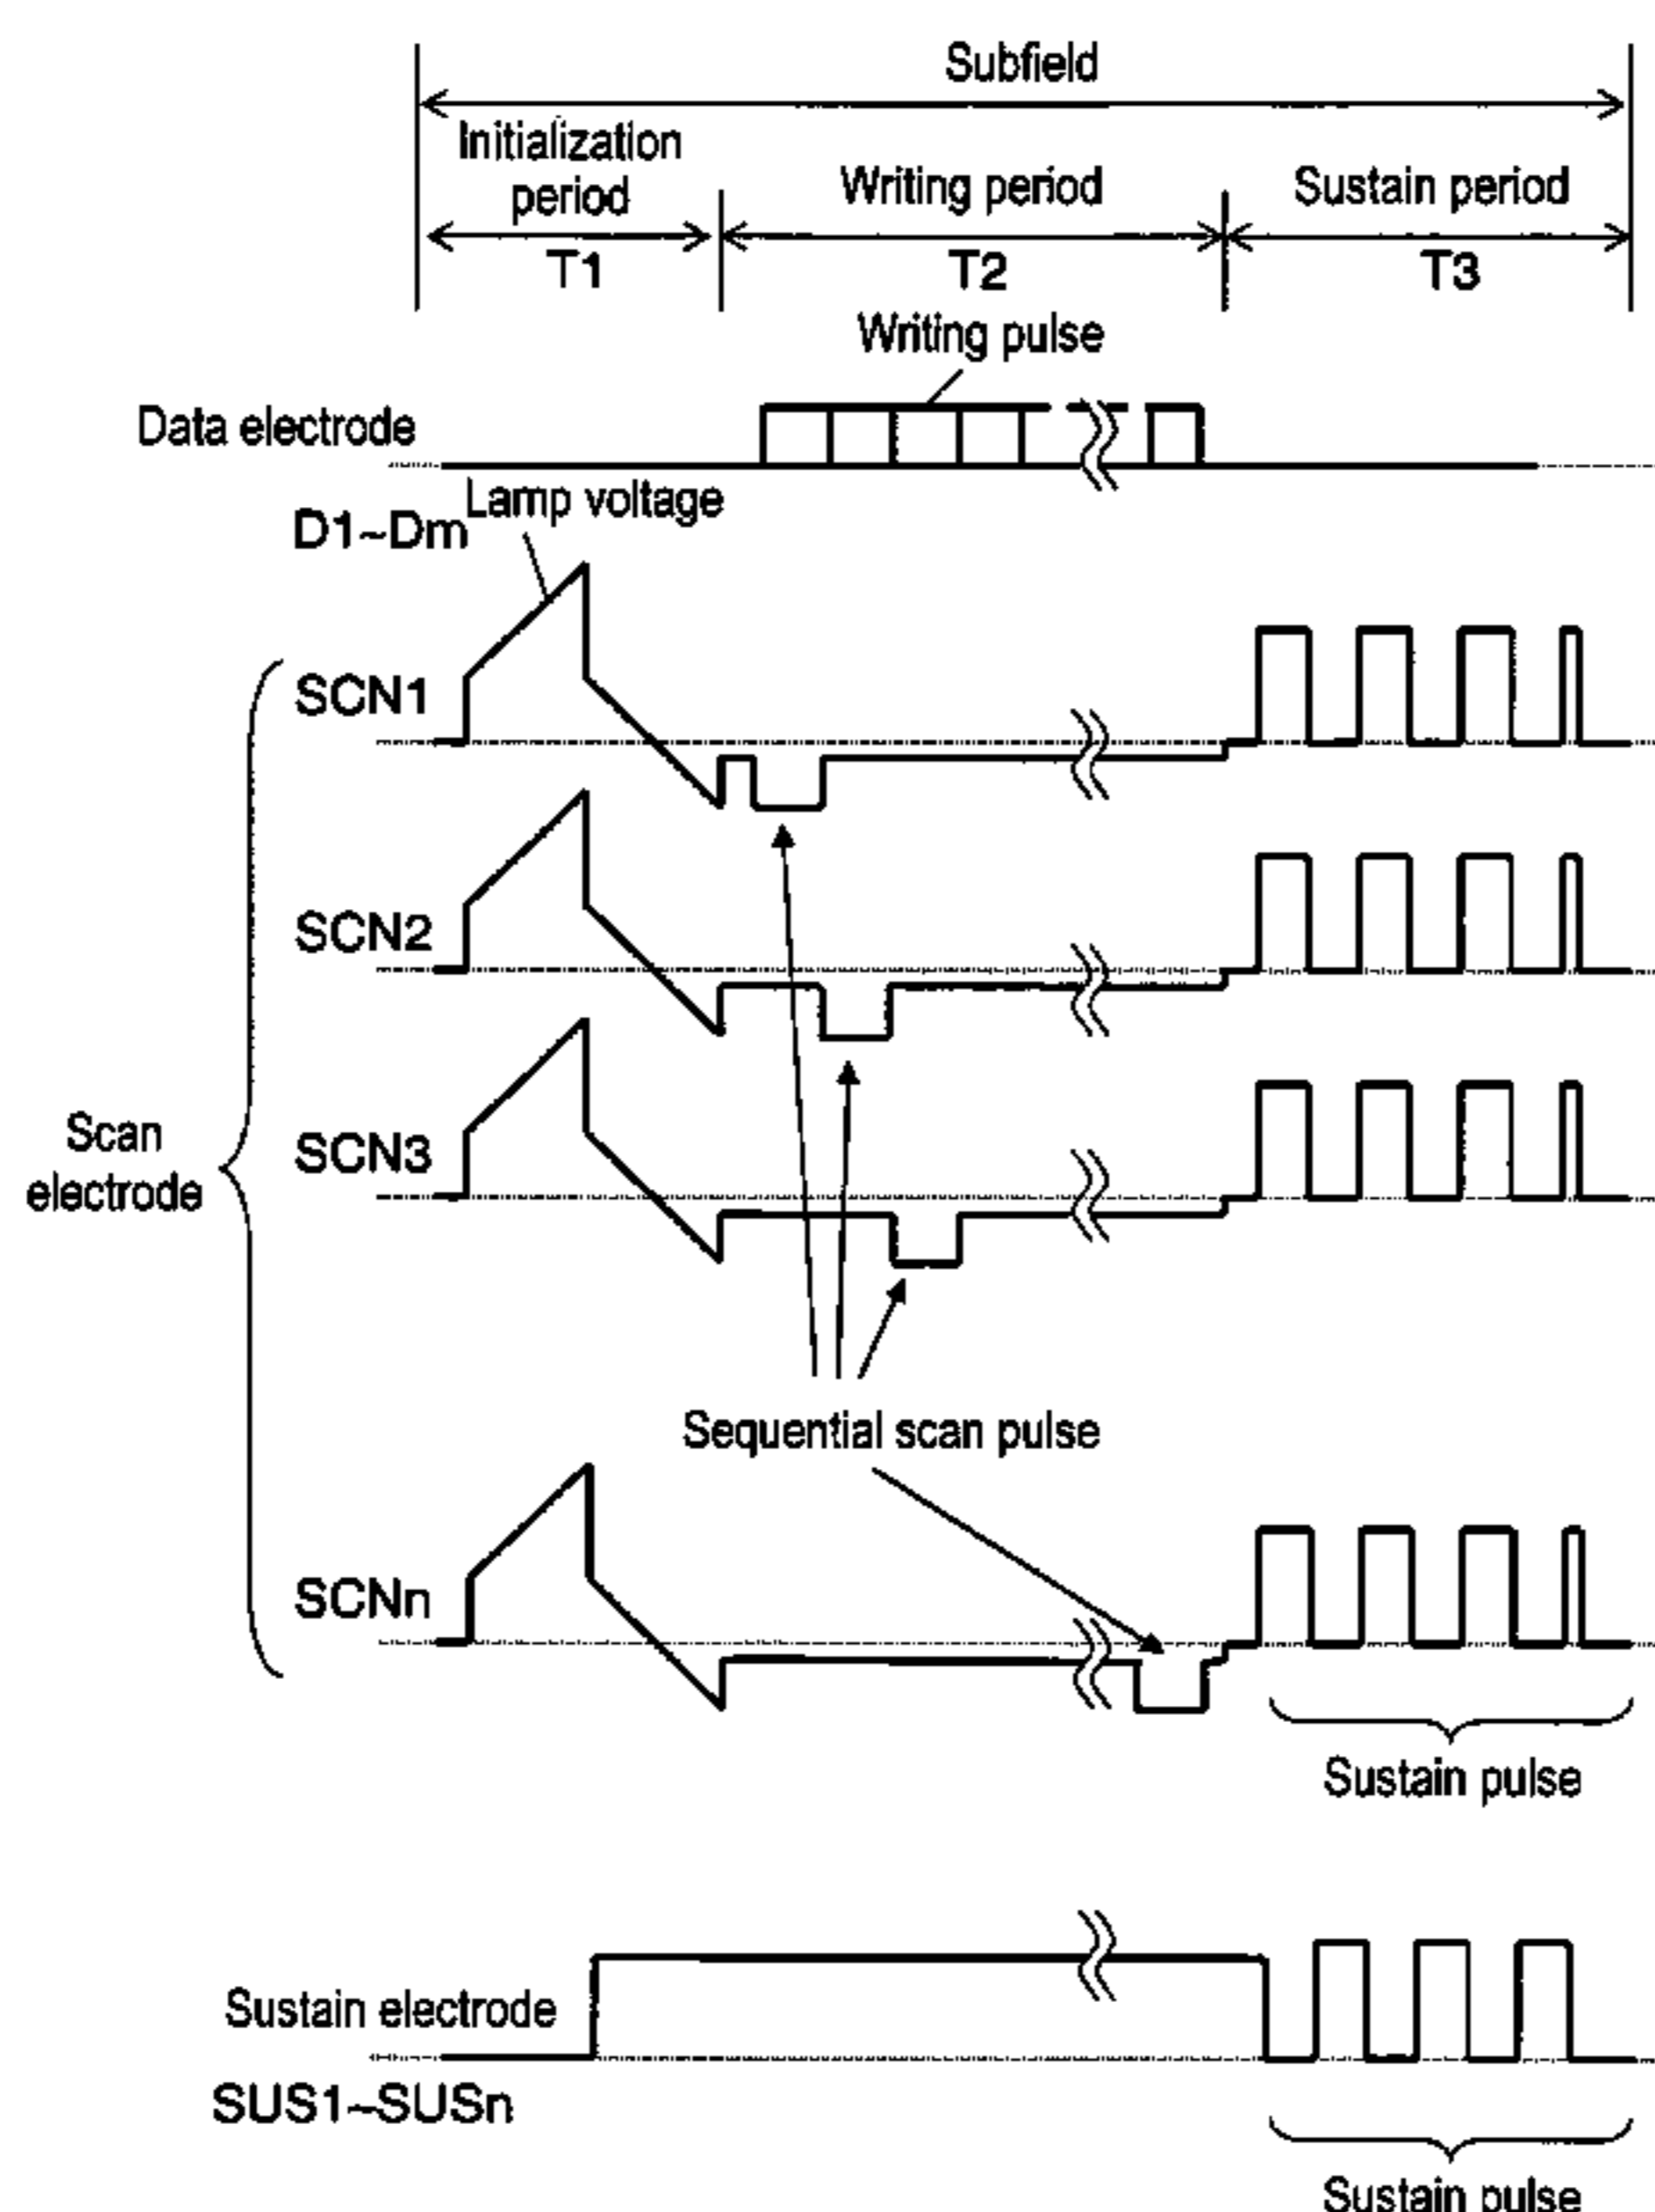 Subfield
Initialization
period
Writing period
Sustain period
T1
T2
T3
Writing pulse
Data electrode
D1~Dm
Lamp voltage
SCN1
SCN2
Scan
electrode
SCN3
Sequential scan pulse
SCNn
Sustain pulse
Sustain electrode
SUS1~SUSn
Sustain pulse